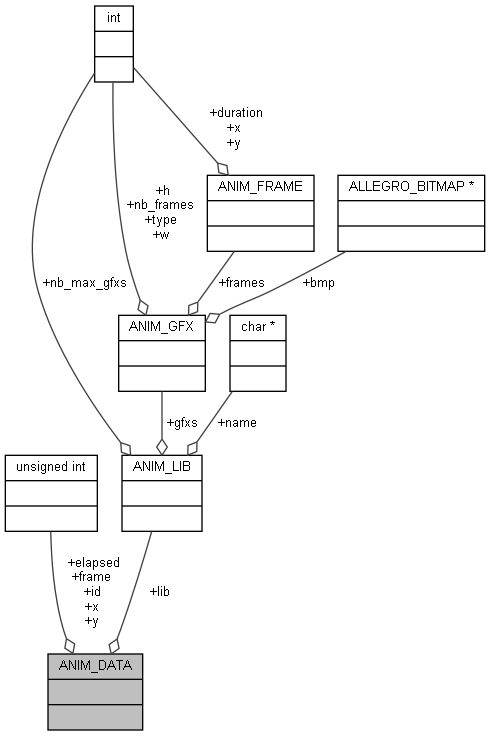 int
+duration
+x
+y
ANIM_FRAME
ALLEGRO_BITMAP *
+h
+nb_frames
+type
+w
+nb_max_gfxs
+frames
+bmp
ANIM_GFX
char *
+gfxs
+name
unsigned int
ANIM_LIB
+elapsed
+frame
+id
+x
+y
+lib
ANIM_DATA